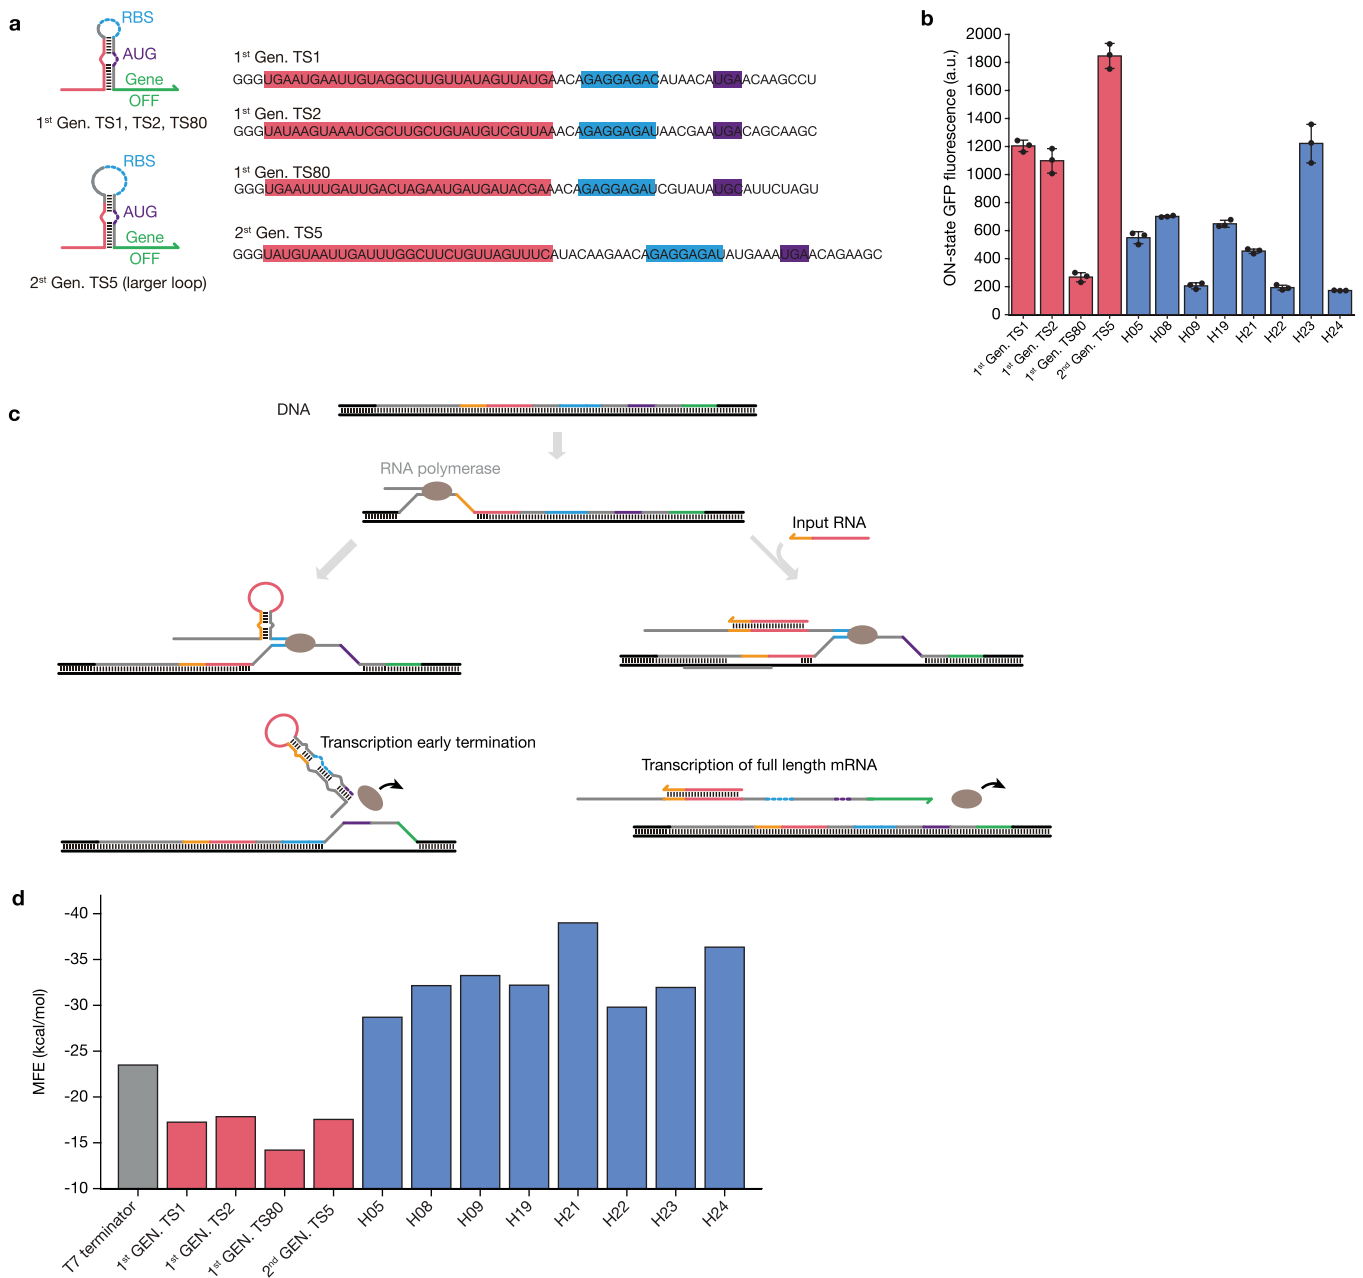 a
RBS
AUG
Gene
OFF
1st Gen. TS1, TS2, TS80
RBS
AUG
Gene
OFF
2st Gen. TS5 (larger loop)
1st Gen. TS1
GGGUGAAUGAAUUGUAGGCUUGUUAUAGUUAUGAACAGAGGAGACAUAACAUGAACAAGCCU
1st Gen. TS2
GGGUAUAAGUAAAUCGCUUGCUGUAUGUCGUUAAACAGAGGAGAUAACGAAUGACAGCAAGC
1st Gen. TS80
GGGUGAAUUUGAUUGACUAGAAUGAUGAUACGAAACAGAGGAGAUCGUAUAUGCAUUCUAGU
2st Gen. TS5
GGGUAUGUAAUUGAUUUGGCUUCUGUUAGUUUCAUACAAGAACAGAGGAGAUAUGAAAUGAACAGAAGC
b
ON-state GFP fluorescence (a.u.)
2000
1800
1600
1400
1200
1000
800
600
400
200
0
1st Gen. TS1
1st Gen. TS2
1st Gen. TS80
2nd Gen. TS5
H05
H08
H09
H19
H21
H22
H23
H24
c
DNA
RNA polymerase
Input RNA
Transcription early termination
Transcription of full length mRNA
d
MFE (kcal/mol)
-40
-35
-30
-25
-20
-15
-10
T7 terminator
1st GEN. TS1
1st GEN. TS2
1st GEN. TS80
2nd GEN. TS5
H05
H08
H09
H19
H21
H22
H23
H24